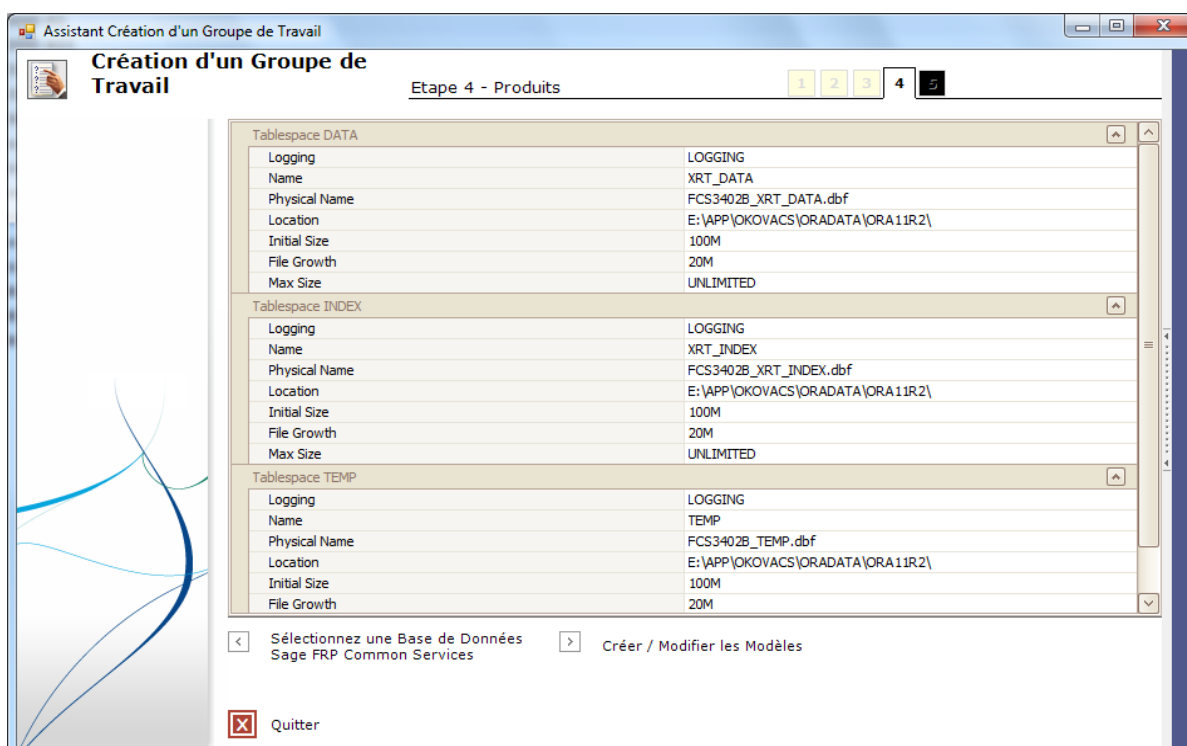 Assistant Création d'un Groupe de Travail
Création d'un Groupe de
Travail
Etape 4 - Produits
1 2 3 4 5
Tablespace DATA
Logging LOGGING
Name XRT_DATA
Physical Name FCS3402B_XRT_DATA.dbf
Location E:\APP\OKOVACS\ORADATA\ORA11R2\
Initial Size 100M
File Growth 20M
Max Size UNLIMITED
Tablespace INDEX
Logging LOGGING
Name XRT_INDEX
Physical Name FCS3402B_XRT_INDEX.dbf
Location E:\APP\OKOVACS\ORADATA\ORA11R2\
Initial Size 100M
File Growth 20M
Max Size UNLIMITED
Tablespace TEMP
Logging LOGGING
Name TEMP
Physical Name FCS3402B_TEMP.dbf
Location E:\APP\OKOVACS\ORADATA\ORA11R2\
Initial Size 100M
File Growth 20M
Sélectionnez une Base de Données
Sage FRP Common Services
Créer / Modifier les Modèles
Quitter